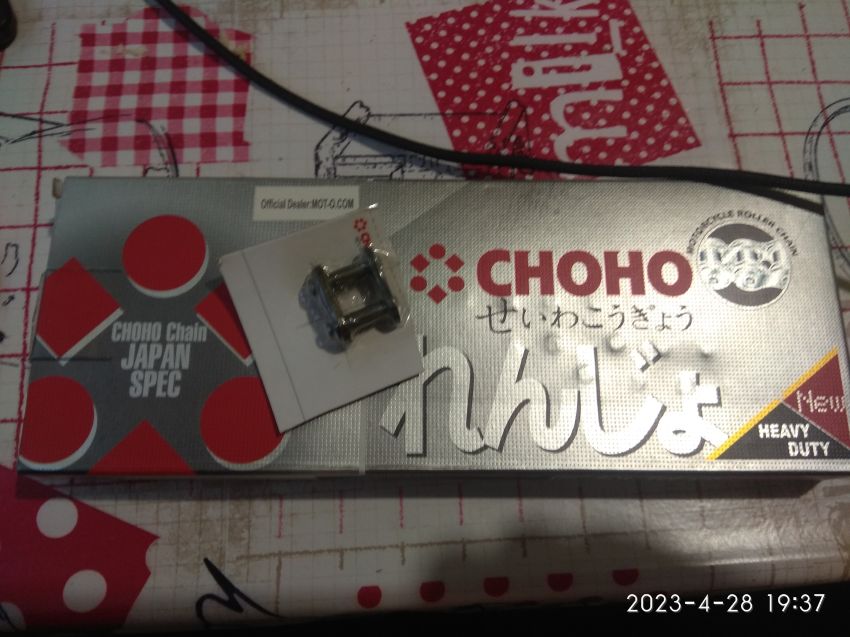 MiLK
Official Dealer:MOT-O.COM
MOTORCYCLE ROLLER CHAIN
CHOHO
せいわこうぎょう
CHOHO Chain
JAPAN
SPEC
れんじょ
New
HEAVY
DUTY
2023-4-28 19:37